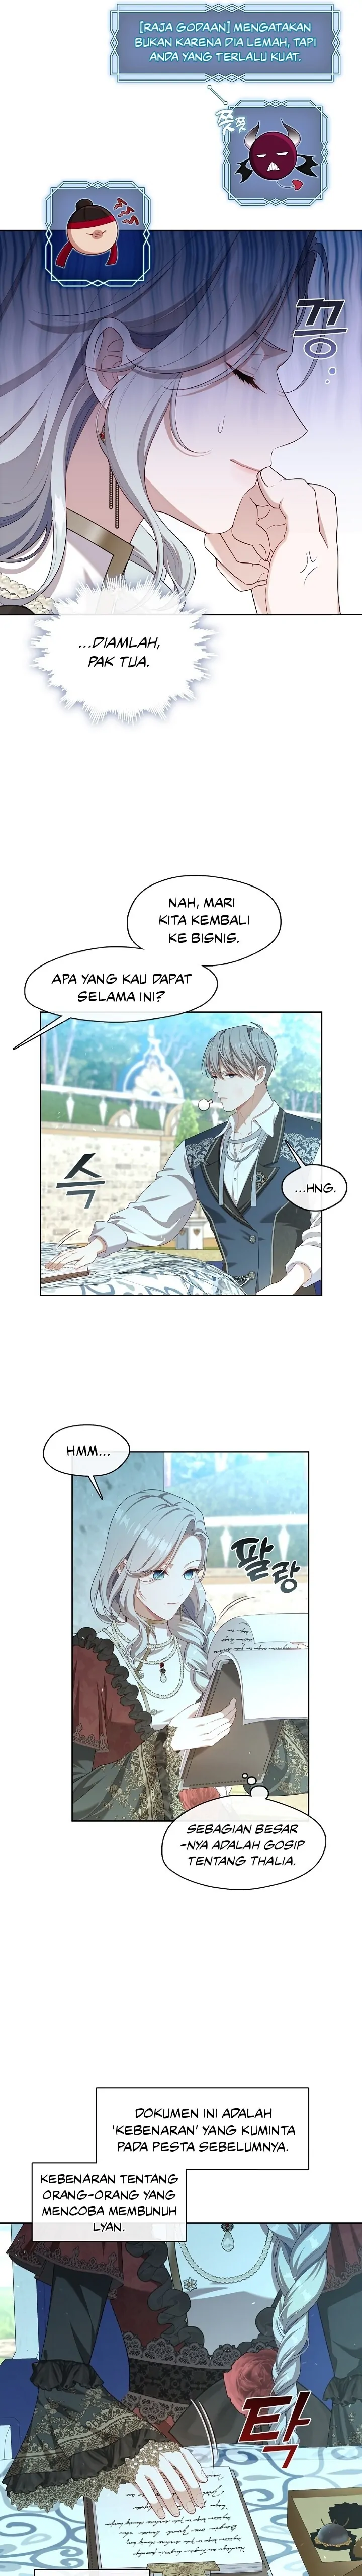 [RAJA GODAAN] MENGATAKAN
BUKAN KARENA DIA LEMAH, TAPI
ANDA YANG TERLALU KUAT.
끙
...DIAMLAH,
PAK TUA.
NAH, MARI
KITA KEMBALI
KE BISNIS.
APA YANG KAU DAPAT
SELAMA INI?
슥
...HNG.
HMM...
팔랑
SEBAGIAN BESAR
-NYA ADALAH GOSIP
TENTANG THALIA.
DOKUMEN INI ADALAH
'KEBENARAN' YANG KUMINTA
PADA PESTA SEBELUMNYA.
KEBENARAN TENTANG
ORANG-ORANG YANG
MENCOBA MEMBUNUH
LYAN.
탁